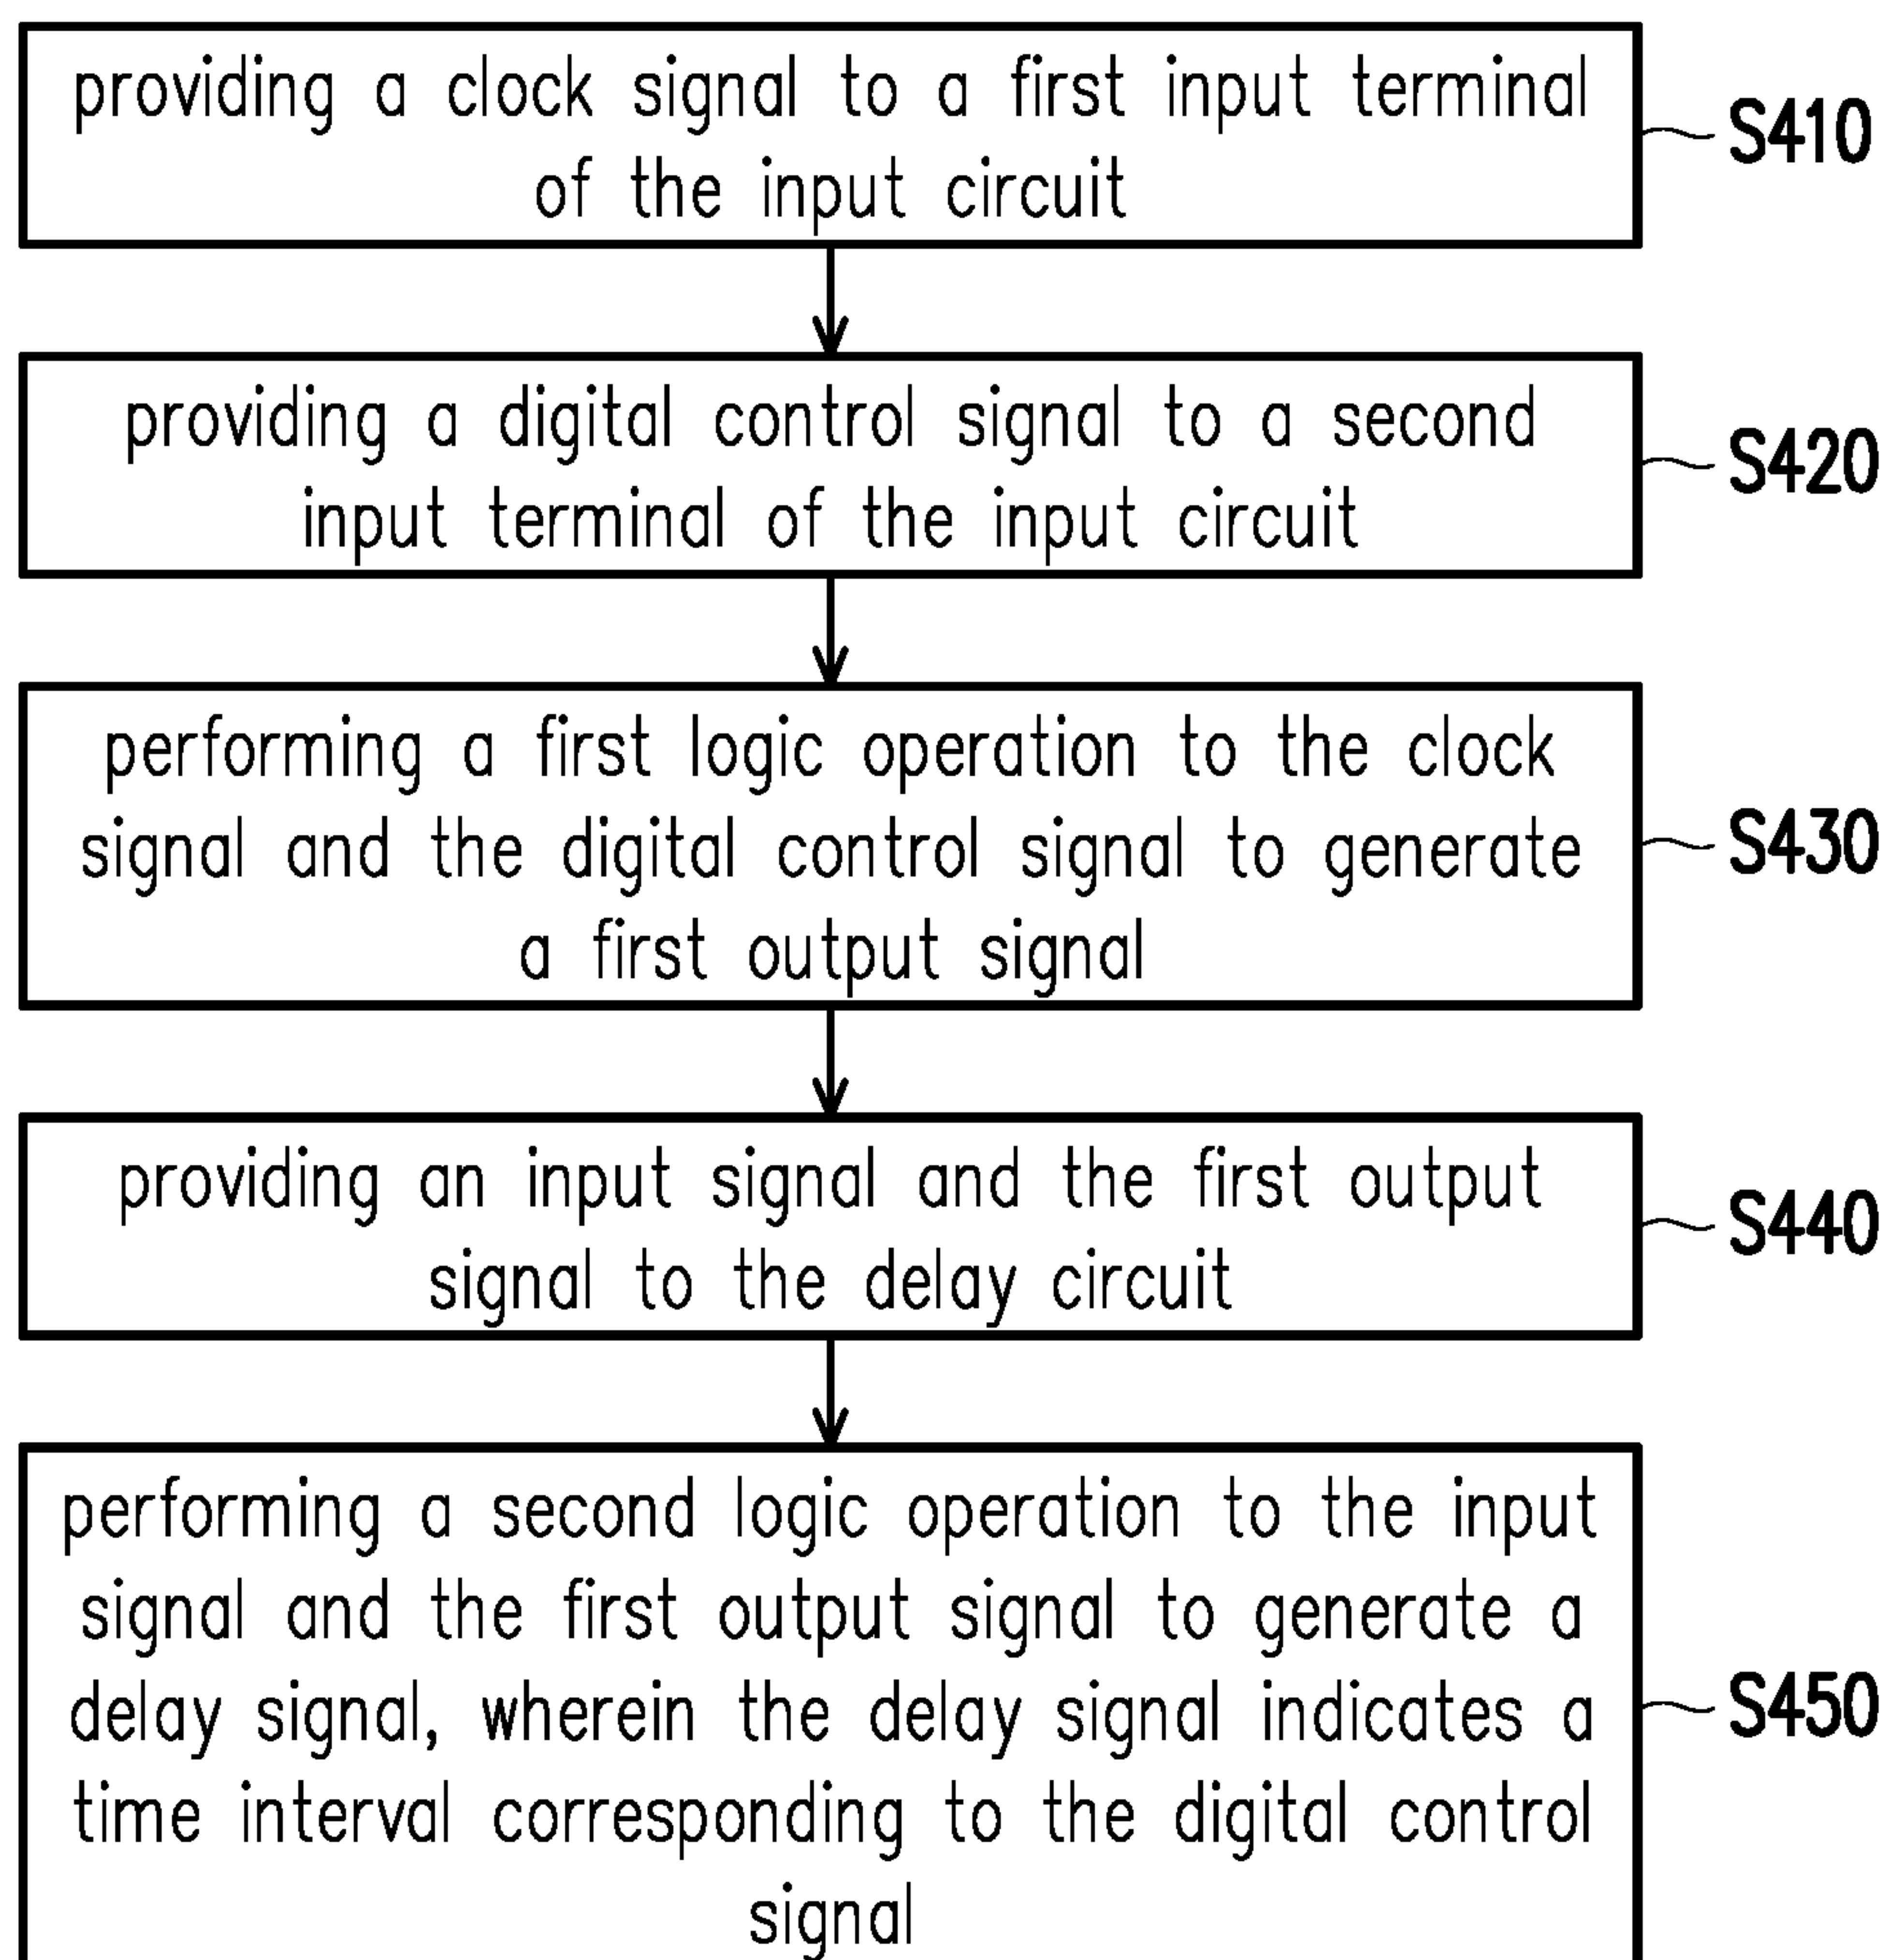 providing a clock signal to a first input terminal
of the input circuit
S410
providing a digital control signal to a second
input terminal of the input circuit
S420
performing a first logic operation to the clock
signal and the digital control signal to generate
a first output signal
S430
providing an input signal and the first output
signal to the delay circuit
S440
performing a second logic operation to the input
signal and the first output signal to generate a
delay signal, wherein the delay signal indicates a
time interval corresponding to the digital control
signal
S450